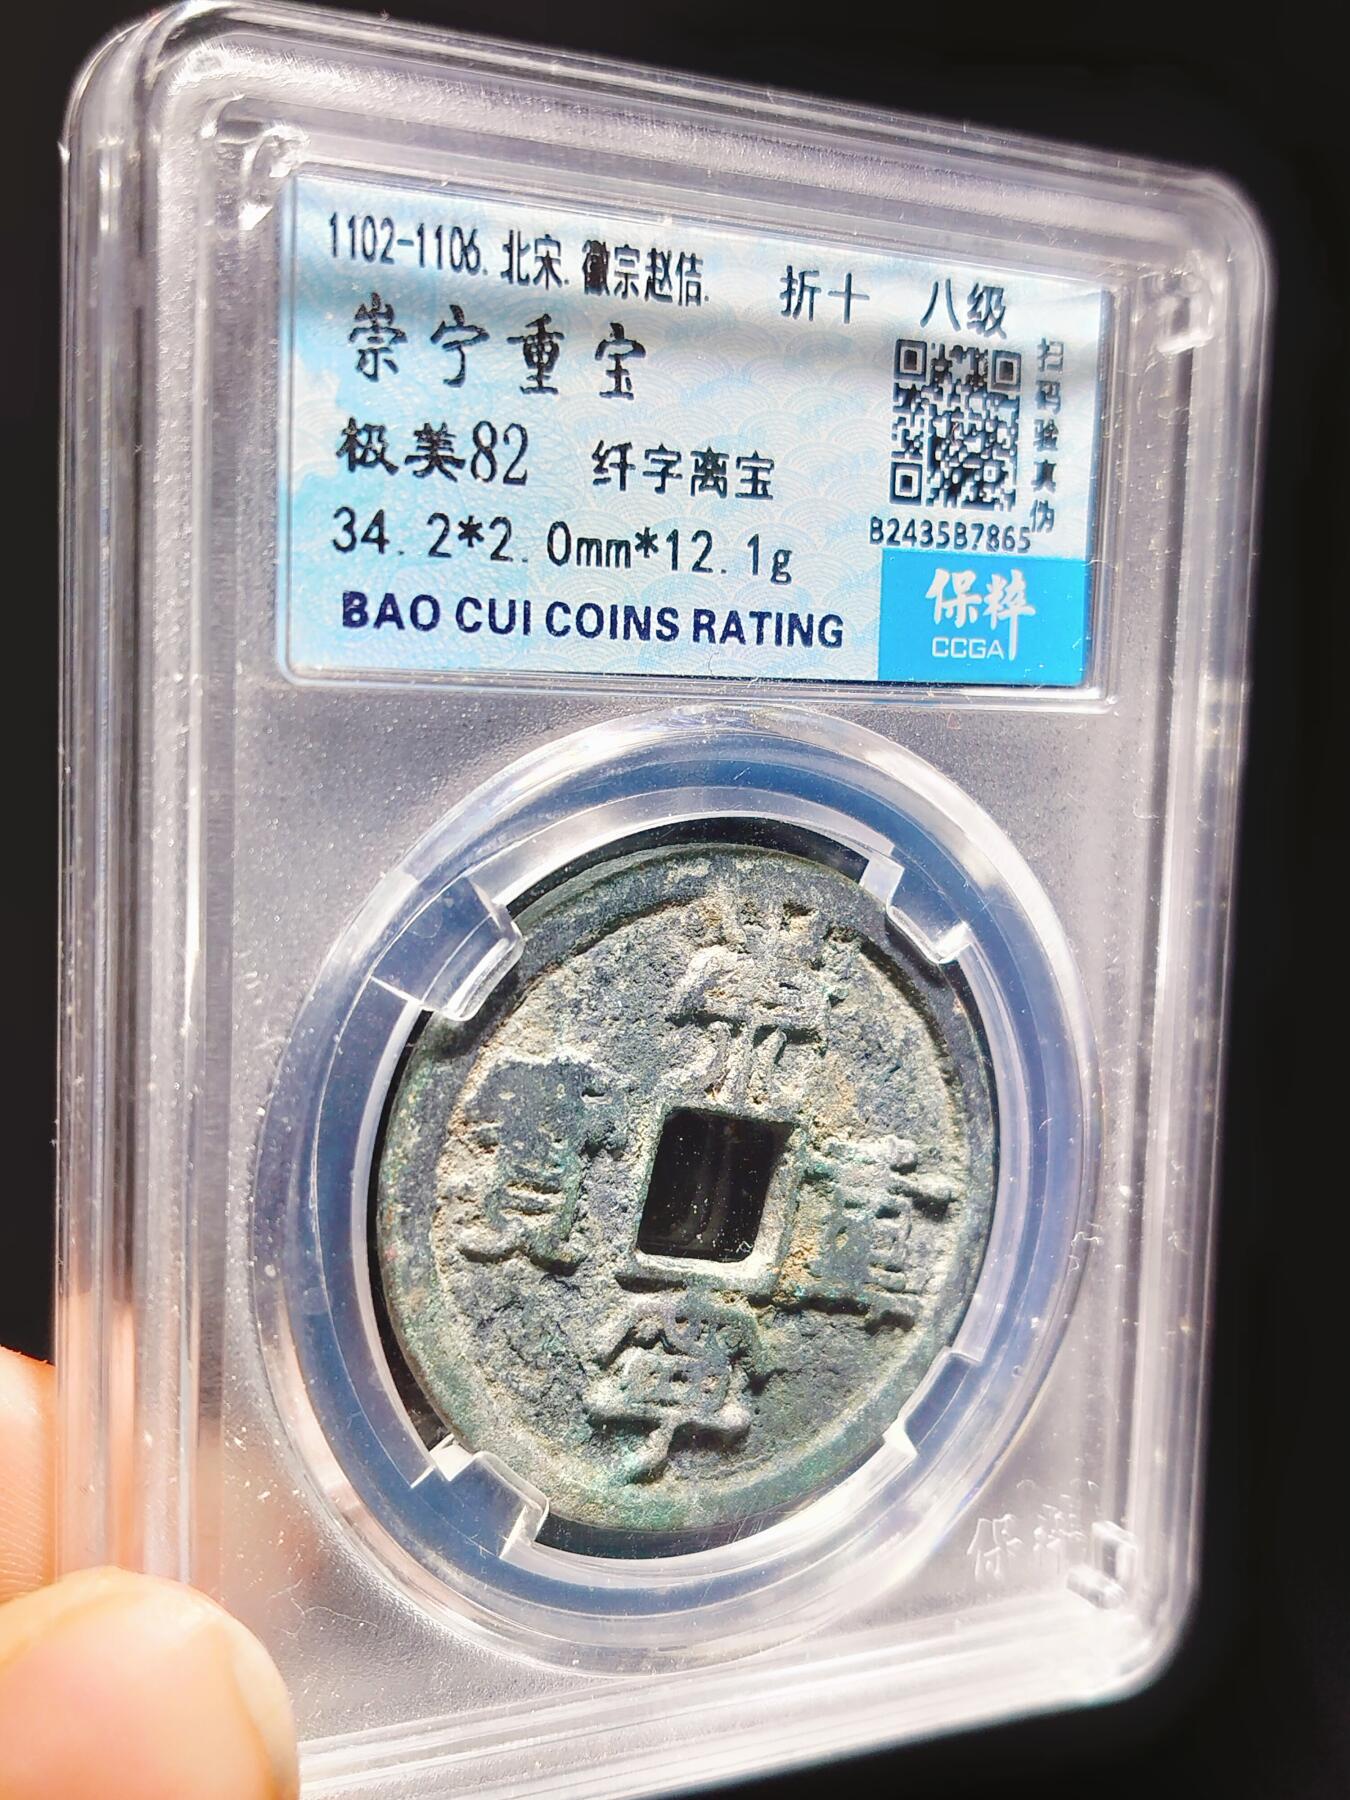 1102-1106. 北宋. 徽宗赵佶. 折十 八级
崇宁重宝
极美82 纤字离宝
34.2*2.0mm*12.1g
BAO CUI COINS RATING
扫码验真伪
B2435B7865
保粹
CCGA
崇
重
寳
寧